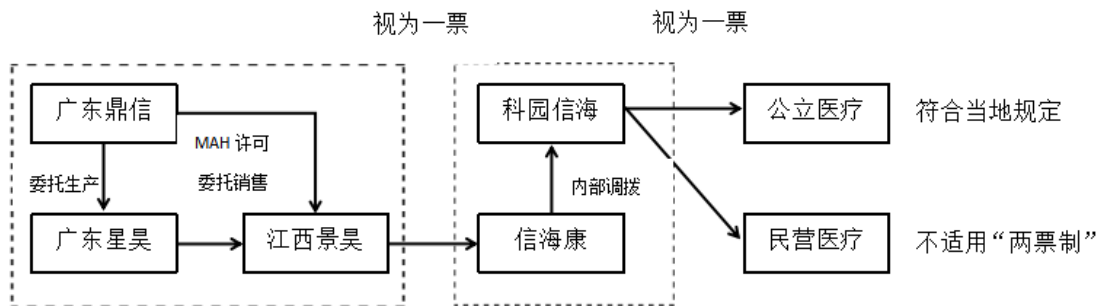 视为一票
视为一票
广东鼎信
科园信海
公立医疗
符合当地规定
MAH 许可
委托生产
委托销售
内部调拨
广东星昊
江西景昊
信海康
民营医疗
不适用“两票制”